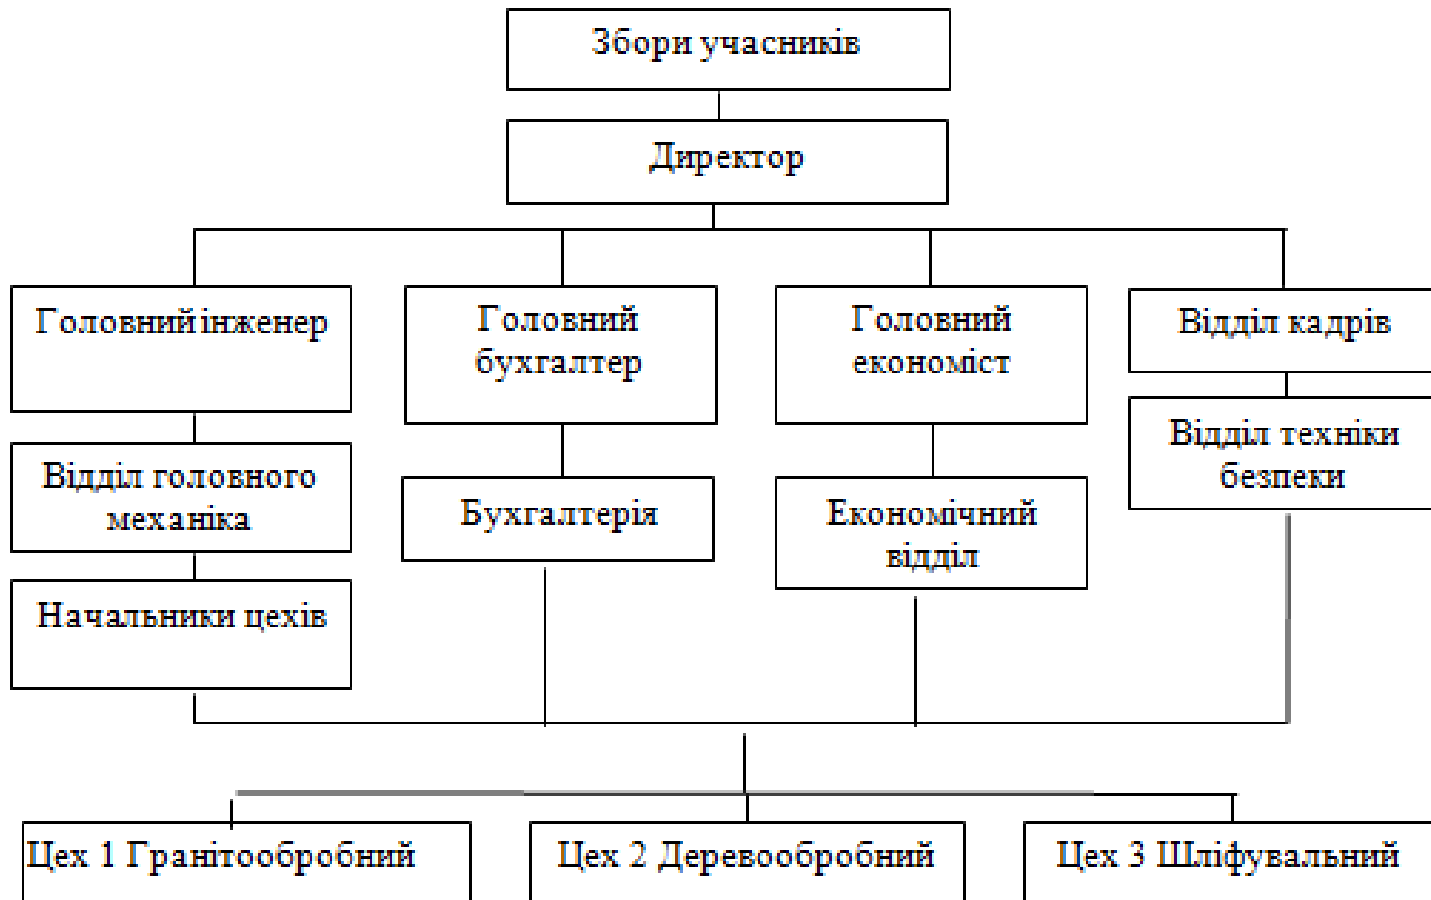 Збори учасників
Директор
Головний інженер
Головний
бухгалтер
Головний
економіст
Відділ кадрів
Відділ головного
механіка
Бухгалтерія
Економічний
відділ
Відділ техніки
безпеки
Начальники цехів
Цех 1 Гранітообробний
Цех 2 Деревообробний
Цех 3 Шліфувальний